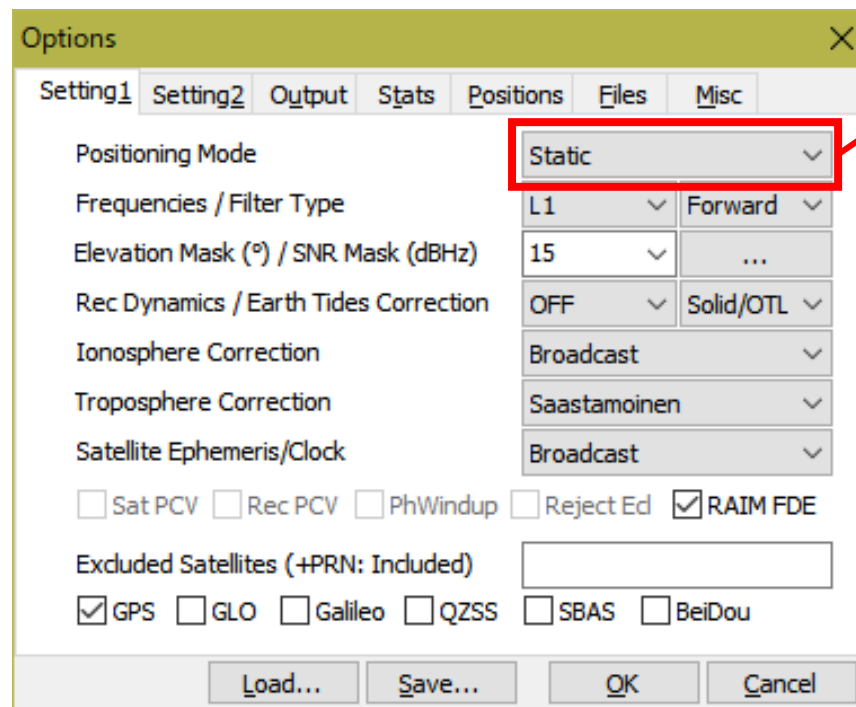 Options
Setting1 Setting2 Output Stats Positions Files Misc
Positioning Mode Static
Frequencies / Filter Type L1 Forward
Elevation Mask (°) / SNR Mask (dBHz) 15 ...
Rec Dynamics / Earth Tides Correction OFF Solid/OTL
Ionosphere Correction Broadcast
Troposphere Correction Saastamoinen
Satellite Ephemeris/Clock Broadcast
Sat PCV Rec PCV PhWindup Reject Ecl RAIM FDE
Excluded Satellites (+PRN: Included)
GPS GLO Galileo QZSS SBAS BeiDou
Load... Save... OK Cancel